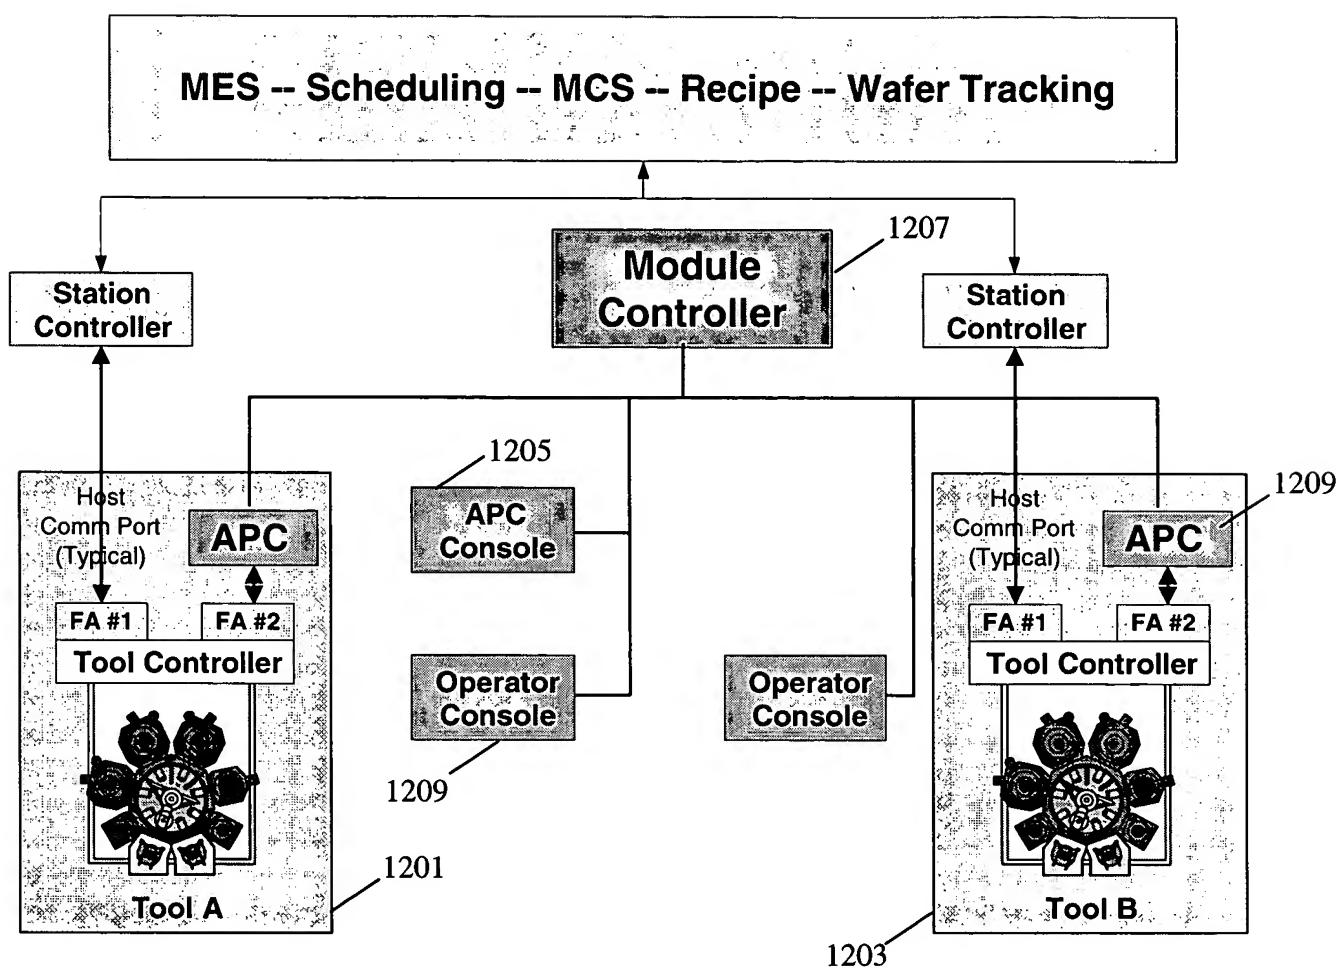 MES -- Scheduling -- MCS -- Recipe -- Wafer Tracking
1207
Module
Controller
Station
Controller
Station
Controller
1205
1209
Host
Comm Port
(Typical)
APC
APC
Console
Host
Comm Port
(Typical)
APC
FA #1
FA #2
Tool Controller
FA #1
FA #2
Tool Controller
Operator
Console
Operator
Console
1209
1201
Tool A
Tool B
1203